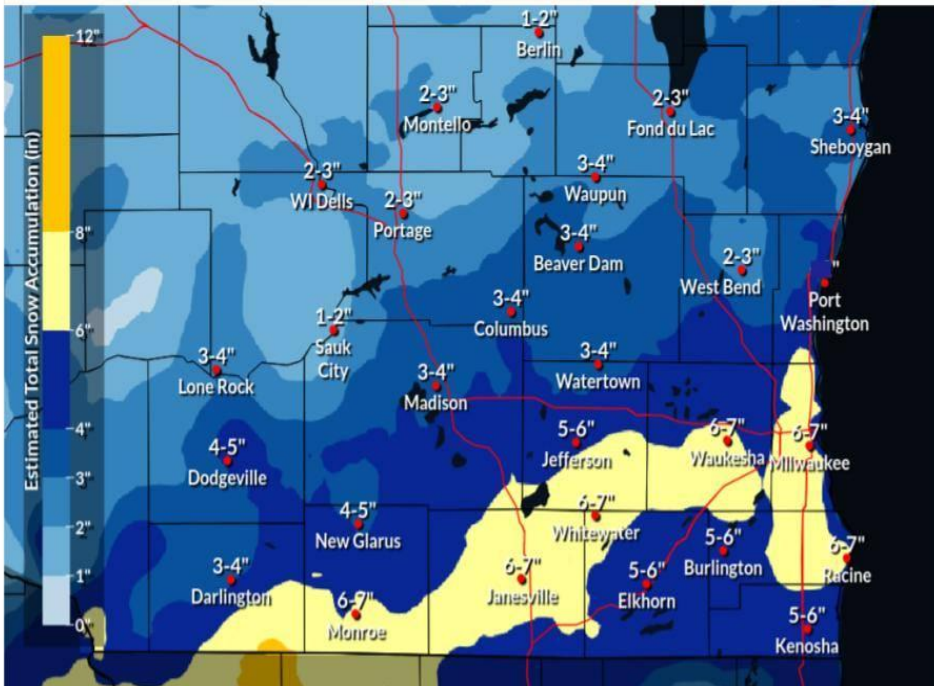 Estimated Total Snow Accumulation (in)
12"
8"
6"
4"
3"
2"
1"
0"
1-2"
Berlin
2-3"
Montello
2-3"
Fond du Lac
3-4"
Sheboygan
2-3"
WI Dells
3-4"
Waupun
2-3"
Portage
3-4"
Beaver Dam
2-3"
West Bend
"
Port
Washington
3-4"
Columbus
1-2"
Sauk
City
3-4"
Lone Rock
3-4"
Madison
3-4"
Watertown
4-5"
Dodgeville
5-6"
Jefferson
6-7"
Waukesha
6-7"
Milwaukee
4-5"
New Glarus
6-7"
Whitewater
5-6"
Burlington
6-7"
Racine
3-4"
Darlington
6-7"
Monroe
6-7"
Janesville
5-6"
Elkhorn
5-6"
Kenosha